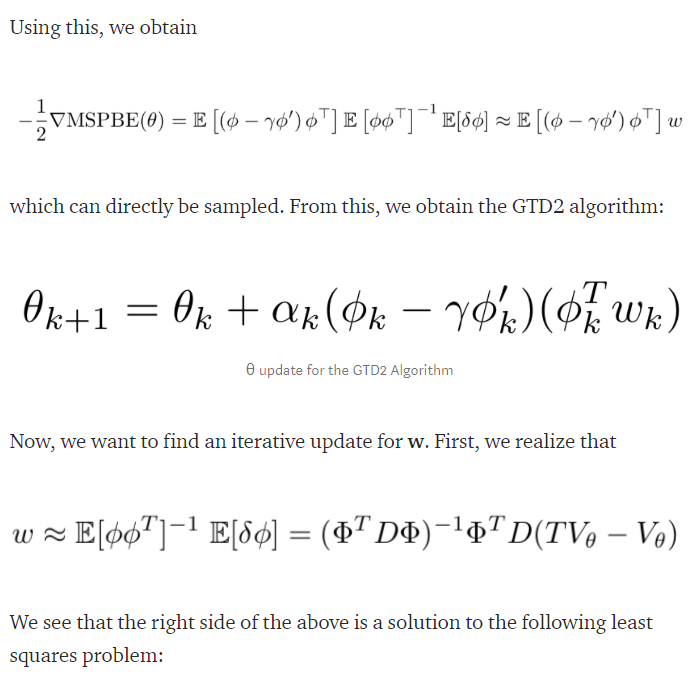 Using this, we obtain
-\frac{1}{2}∇MSPBE(θ) = 𝔼 [(ϕ − γϕ′) ϕ^⊤] 𝔼 [ϕϕ^⊤]^{−1} 𝔼[δϕ] ≈ 𝔼 [(ϕ − γϕ′) ϕ^⊤] w
which can directly be sampled. From this, we obtain the GTD2 algorithm:
θ_{k+1} = θ_k + α_k(ϕ_k − γϕ′_k)(ϕ_k^T w_k)
θ update for the GTD2 Algorithm
Now, we want to find an iterative update for w. First, we realize that
w ≈ 𝔼[ϕϕ^T]^{−1} 𝔼[δϕ] = (Φ^T DΦ)^{−1}Φ^T D(TV_θ − V_θ)
We see that the right side of the above is a solution to the following least
squares problem: